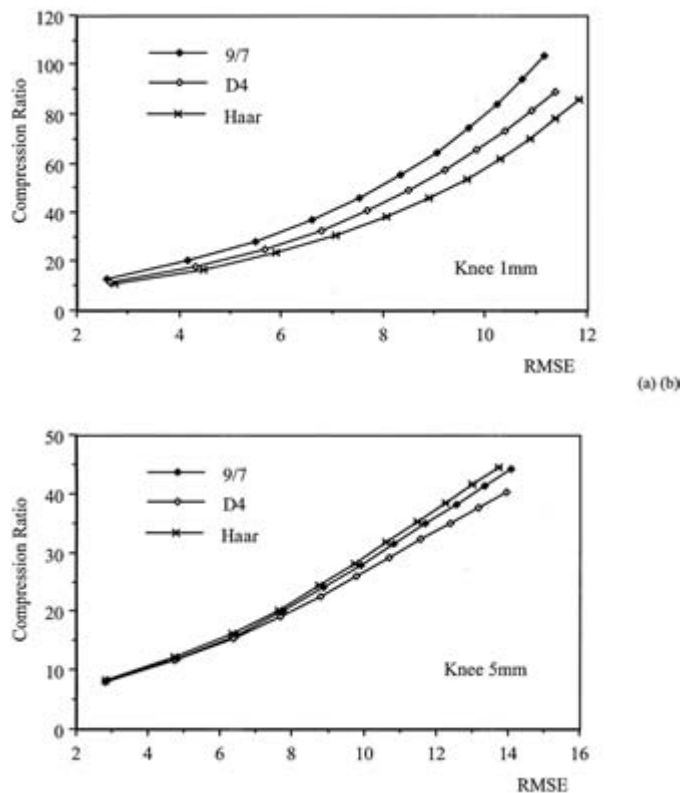 120
100
80
60
40
20
0
Compression Ratio
9/7
D4
Haar
Knee 1mm
2 4 6 8 10 12
RMSE
(a) (b)
50
40
30
20
10
0
Compression Ratio
9/7
D4
Haar
Knee 5mm
2 4 6 8 10 12 14 16
RMSE